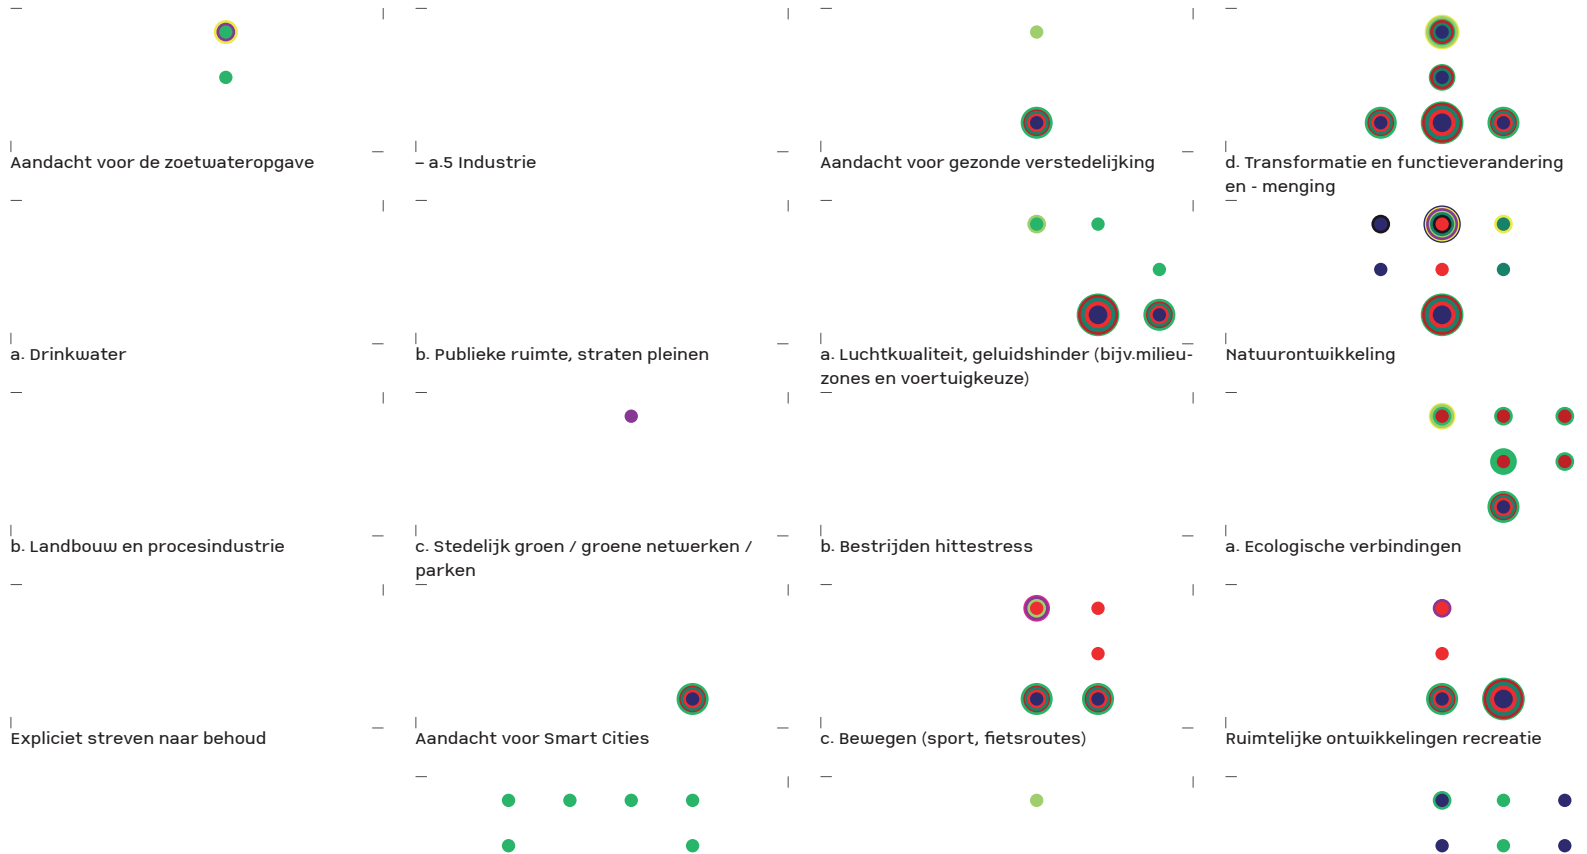 Aandacht voor de zoetwateropgave
– a.5 Industrie
Aandacht voor gezonde verstedelijking
d. Transformatie en functieverandering
en - menging
a. Drinkwater
b. Publieke ruimte, straten pleinen
a. Luchtkwaliteit, geluidshinder (bijv.milieu-
zones en voertuigkeuze)
Natuurontwikkeling
b. Landbouw en procesindustrie
c. Stedelijk groen / groene netwerken /
parken
b. Bestrijden hittestress
a. Ecologische verbindingen
Expliciet streven naar behoud
Aandacht voor Smart Cities
c. Bewegen (sport, fietsroutes)
Ruimtelijke ontwikkelingen recreatie